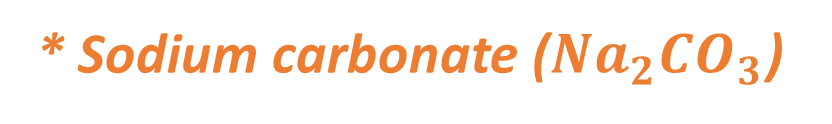 * Sodium carbonate (Na₂CO₃)